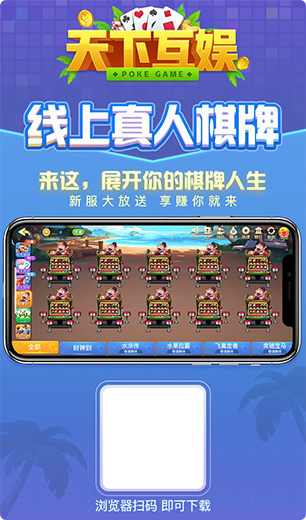 天下互娱
POKE GAME
线上真人棋牌
来这，展开你的棋牌人生
新服大放送 享赚你就来
全部
财神到
水浒传
水果拉霸
飞禽走兽
奔驰宝马
浏览器扫码 即可下载